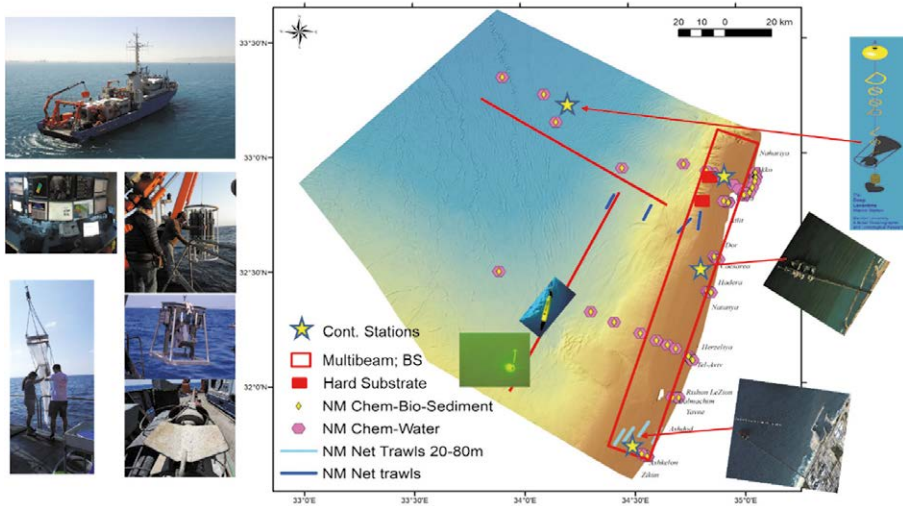 20 10 0 20 km
33°30'N
33°0'N
32°30'N
32°0'N
33°0'E
33°30'E
34°0'E
34°30'E
35°0'E
Nahariya
Akko
Atlit
Dor
Caesarea
Hadera
Natanya
Herzeliya
Tel-Aviv
Rishon LeZion
Palmachim
Yavne
Ashdod
Ashkelon
Zikim
Cont. Stations
Multibeam; BS
Hard Substrate
NM Chem-Bio-Sediment
NM Chem-Water
NM Net Trawls 20-80m
NM Net trawls
The
Deep
Levantine